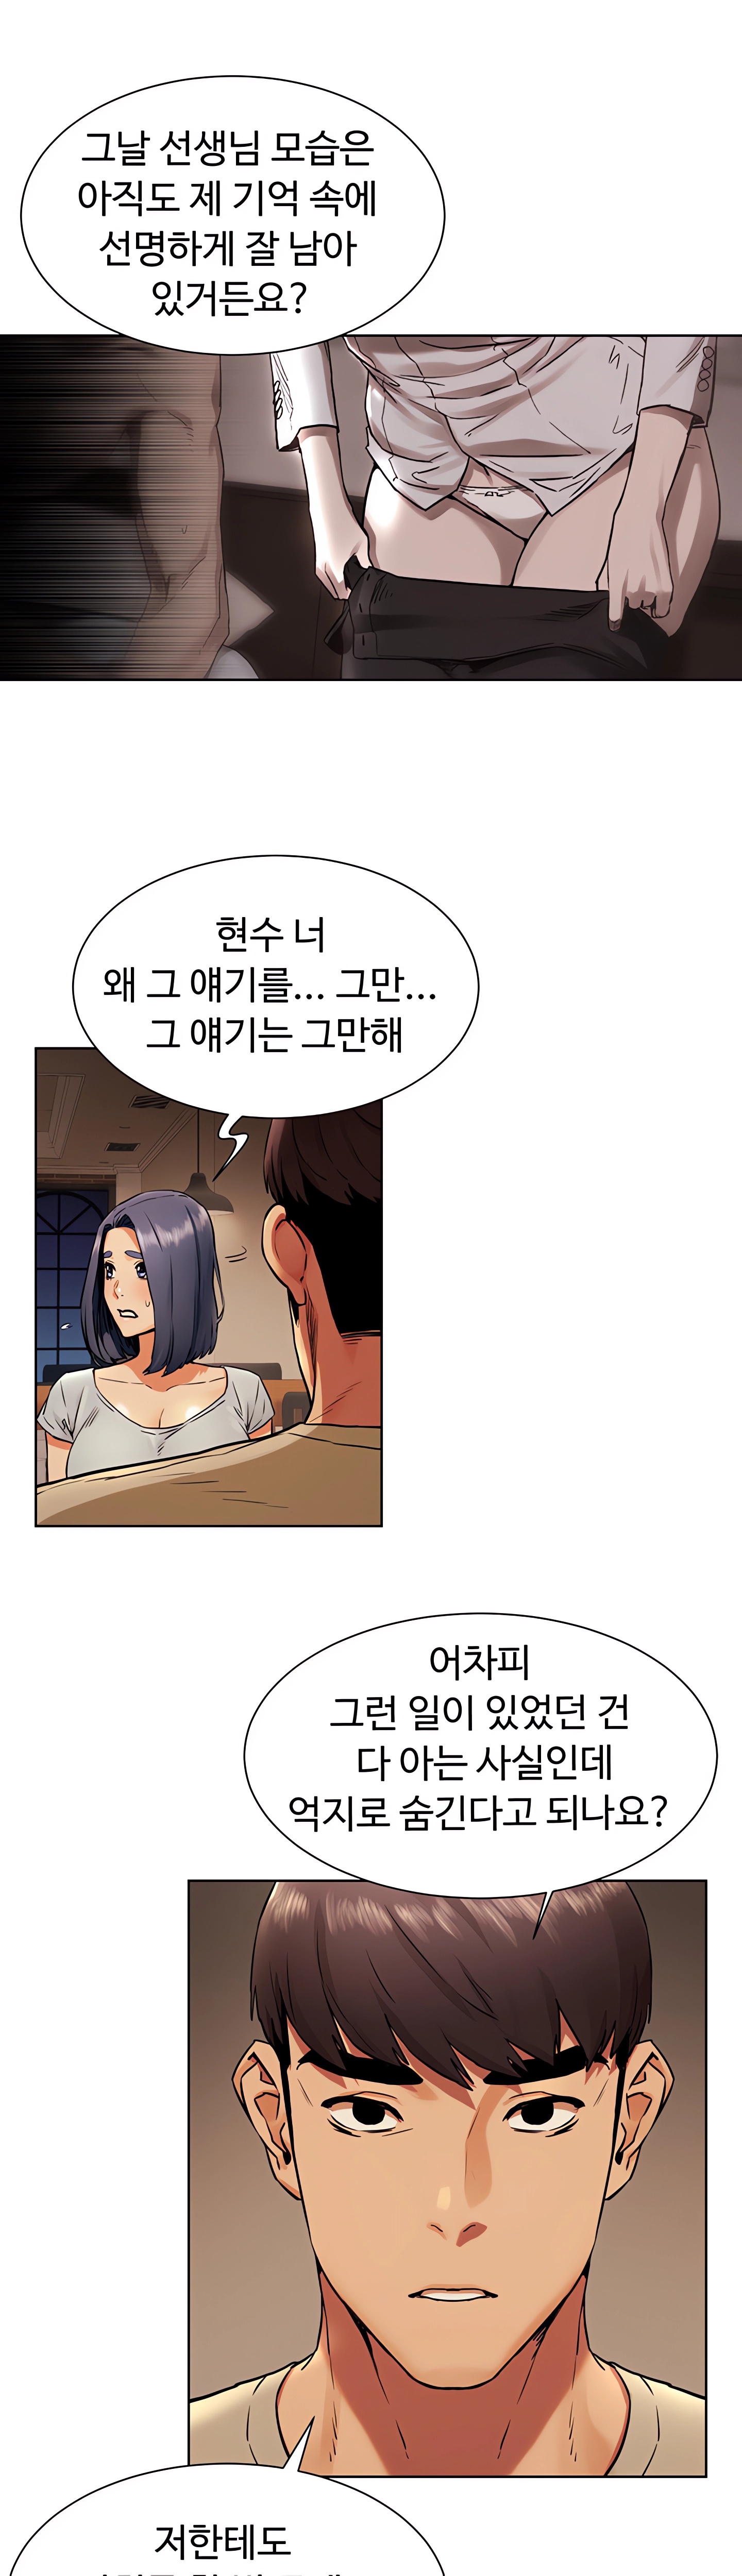 그날 선생님 모습은
아직도 제 기억 속에
선명하게 잘 남아
있거든요?
현수 너
왜 그 얘기를... 그만...
그 얘기는 그만해
어차피
그런 일이 있었던 건
다 아는 사실인데
억지로 숨긴다고 되나요?
저한테도